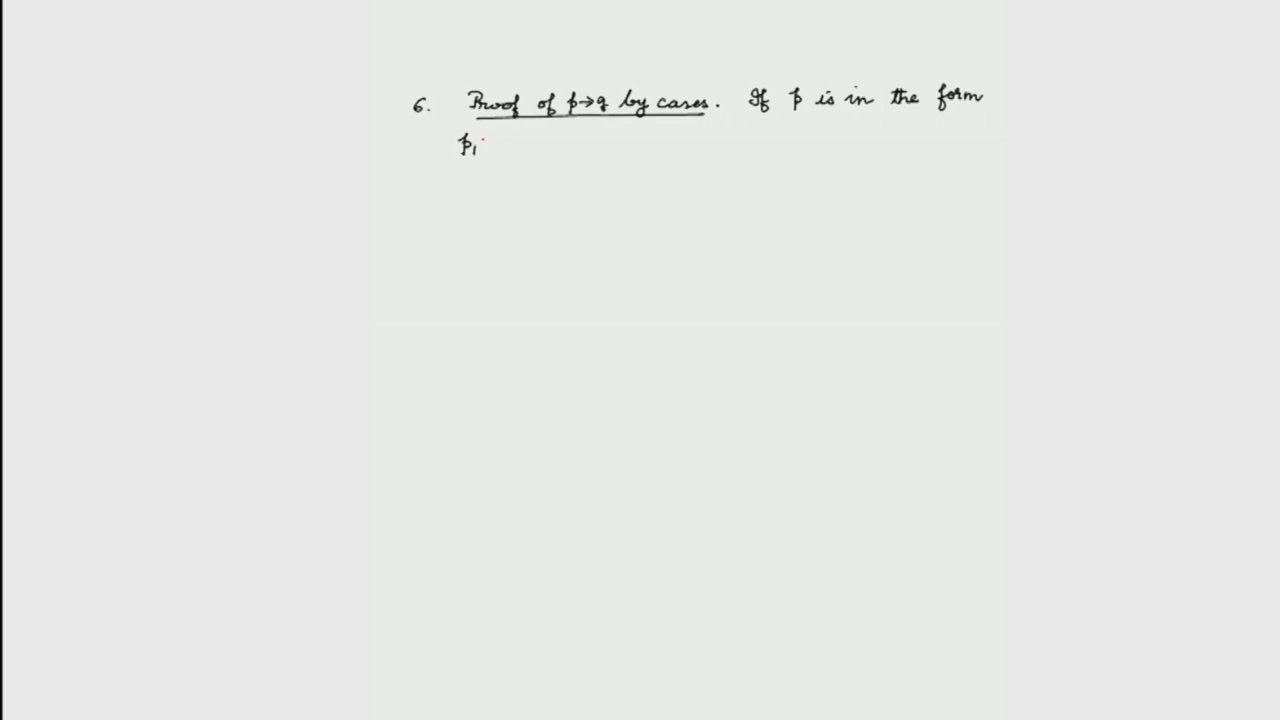 6. Proof of p→q by cases. If p is in the form
p₁